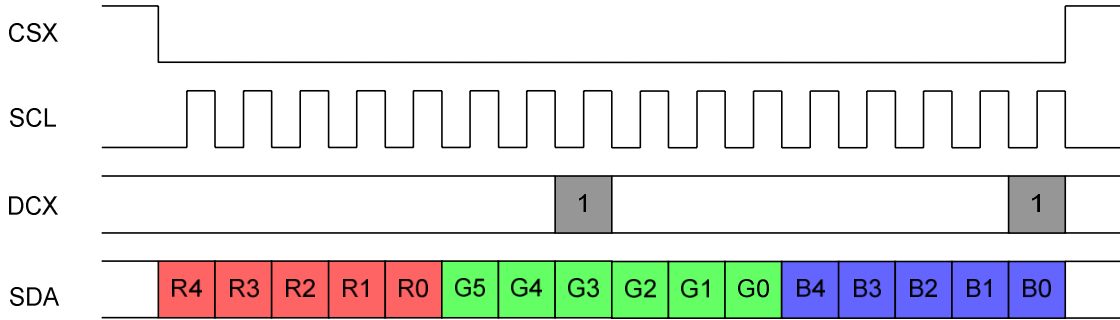 CSX
SCL
DCX 1 1
SDA R4 R3 R2 R1 R0 G5 G4 G3 G2 G1 G0 B4 B3 B2 B1 B0